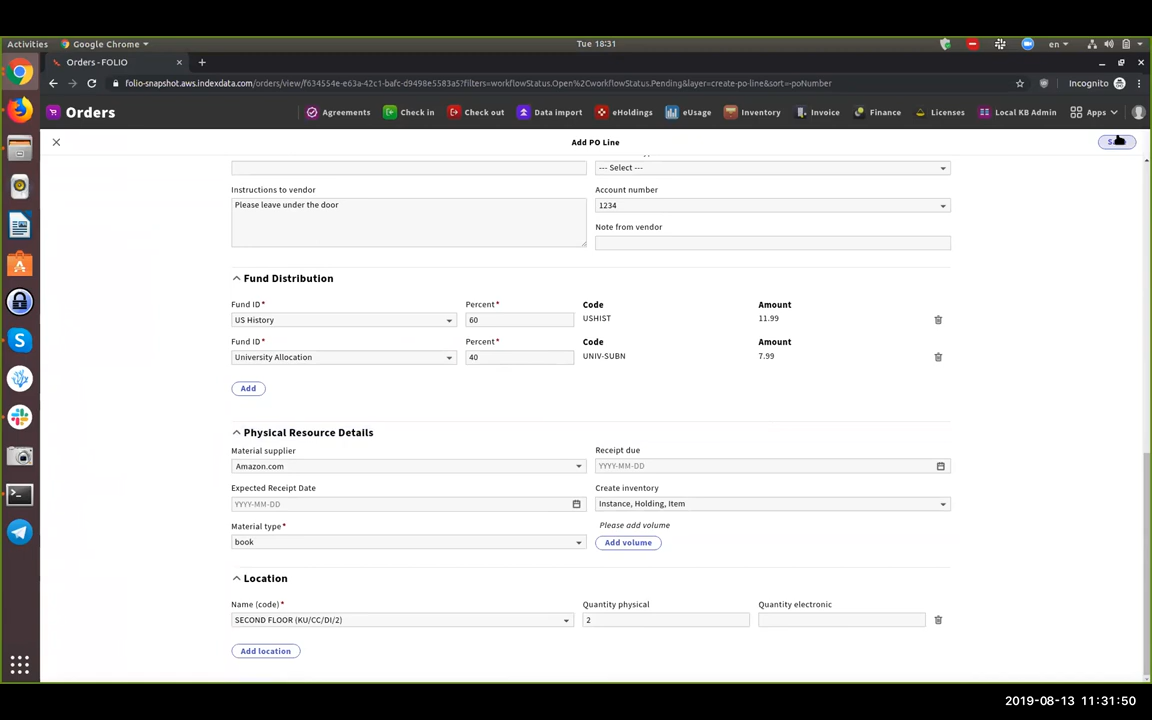 Activities Google Chrome Tue 18:31 en
Orders - FOLIO
folio-snapshot.aws.indexdata.com/orders/view/f634554e-e63a-42c1-bafc-d9498e5583a5?filters=workflowStatus.Open%2CworkflowStatus.Pending&layer=create-po-line&sort=-poNumber Incognito
Orders Agreements Check in Check out Data import eHoldings eUsage Inventory Invoice Finance Licenses Local KB Admin Apps
Add PO Line
--- Select ---
Instructions to vendor Account number
Please leave under the door 1234
Note from vendor
Fund Distribution
Fund ID* Percent* Code Amount
US History 60 USHIST 11.99
Fund ID* Percent* Code Amount
University Allocation 40 UNIV-SUBN 7.99
Add
Physical Resource Details
Material supplier Receipt due
Amazon.com YYYY-MM-DD
Expected Receipt Date Create inventory
YYYY-MM-DD Instance, Holding, Item
Material type* Please add volume
book Add volume
Location
Name (code)* Quantity physical Quantity electronic
SECOND FLOOR (KU/CC/DI/2) 2
Add location
2019-08-13 11:31:50